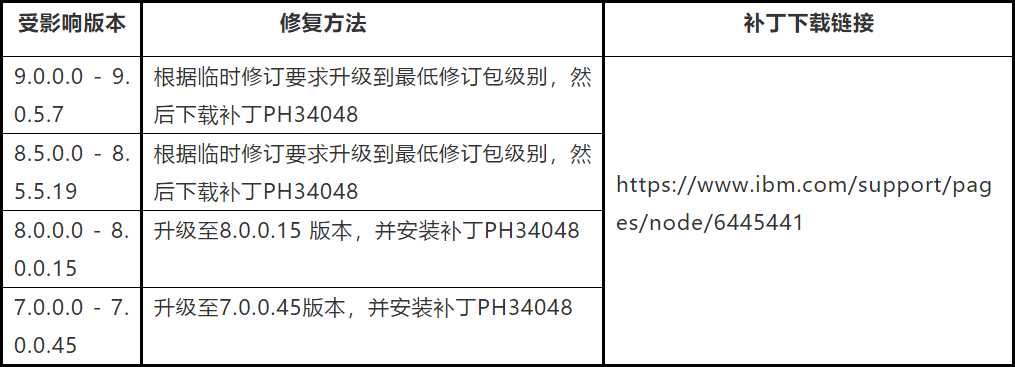 受影响版本 修复方法 补丁下载链接
9.0.0.0 - 9.
0.5.7
根据临时修订要求升级到最低修订包级别，然
后下载补丁PH34048
8.5.0.0 - 8.
5.5.19
根据临时修订要求升级到最低修订包级别，然
后下载补丁PH34048
8.0.0.0 - 8.
0.0.15
升级至8.0.0.15 版本，并安装补丁PH34048
7.0.0.0 - 7.
0.0.45
升级至7.0.0.45版本，并安装补丁PH34048
https://www.ibm.com/support/pag
es/node/6445441